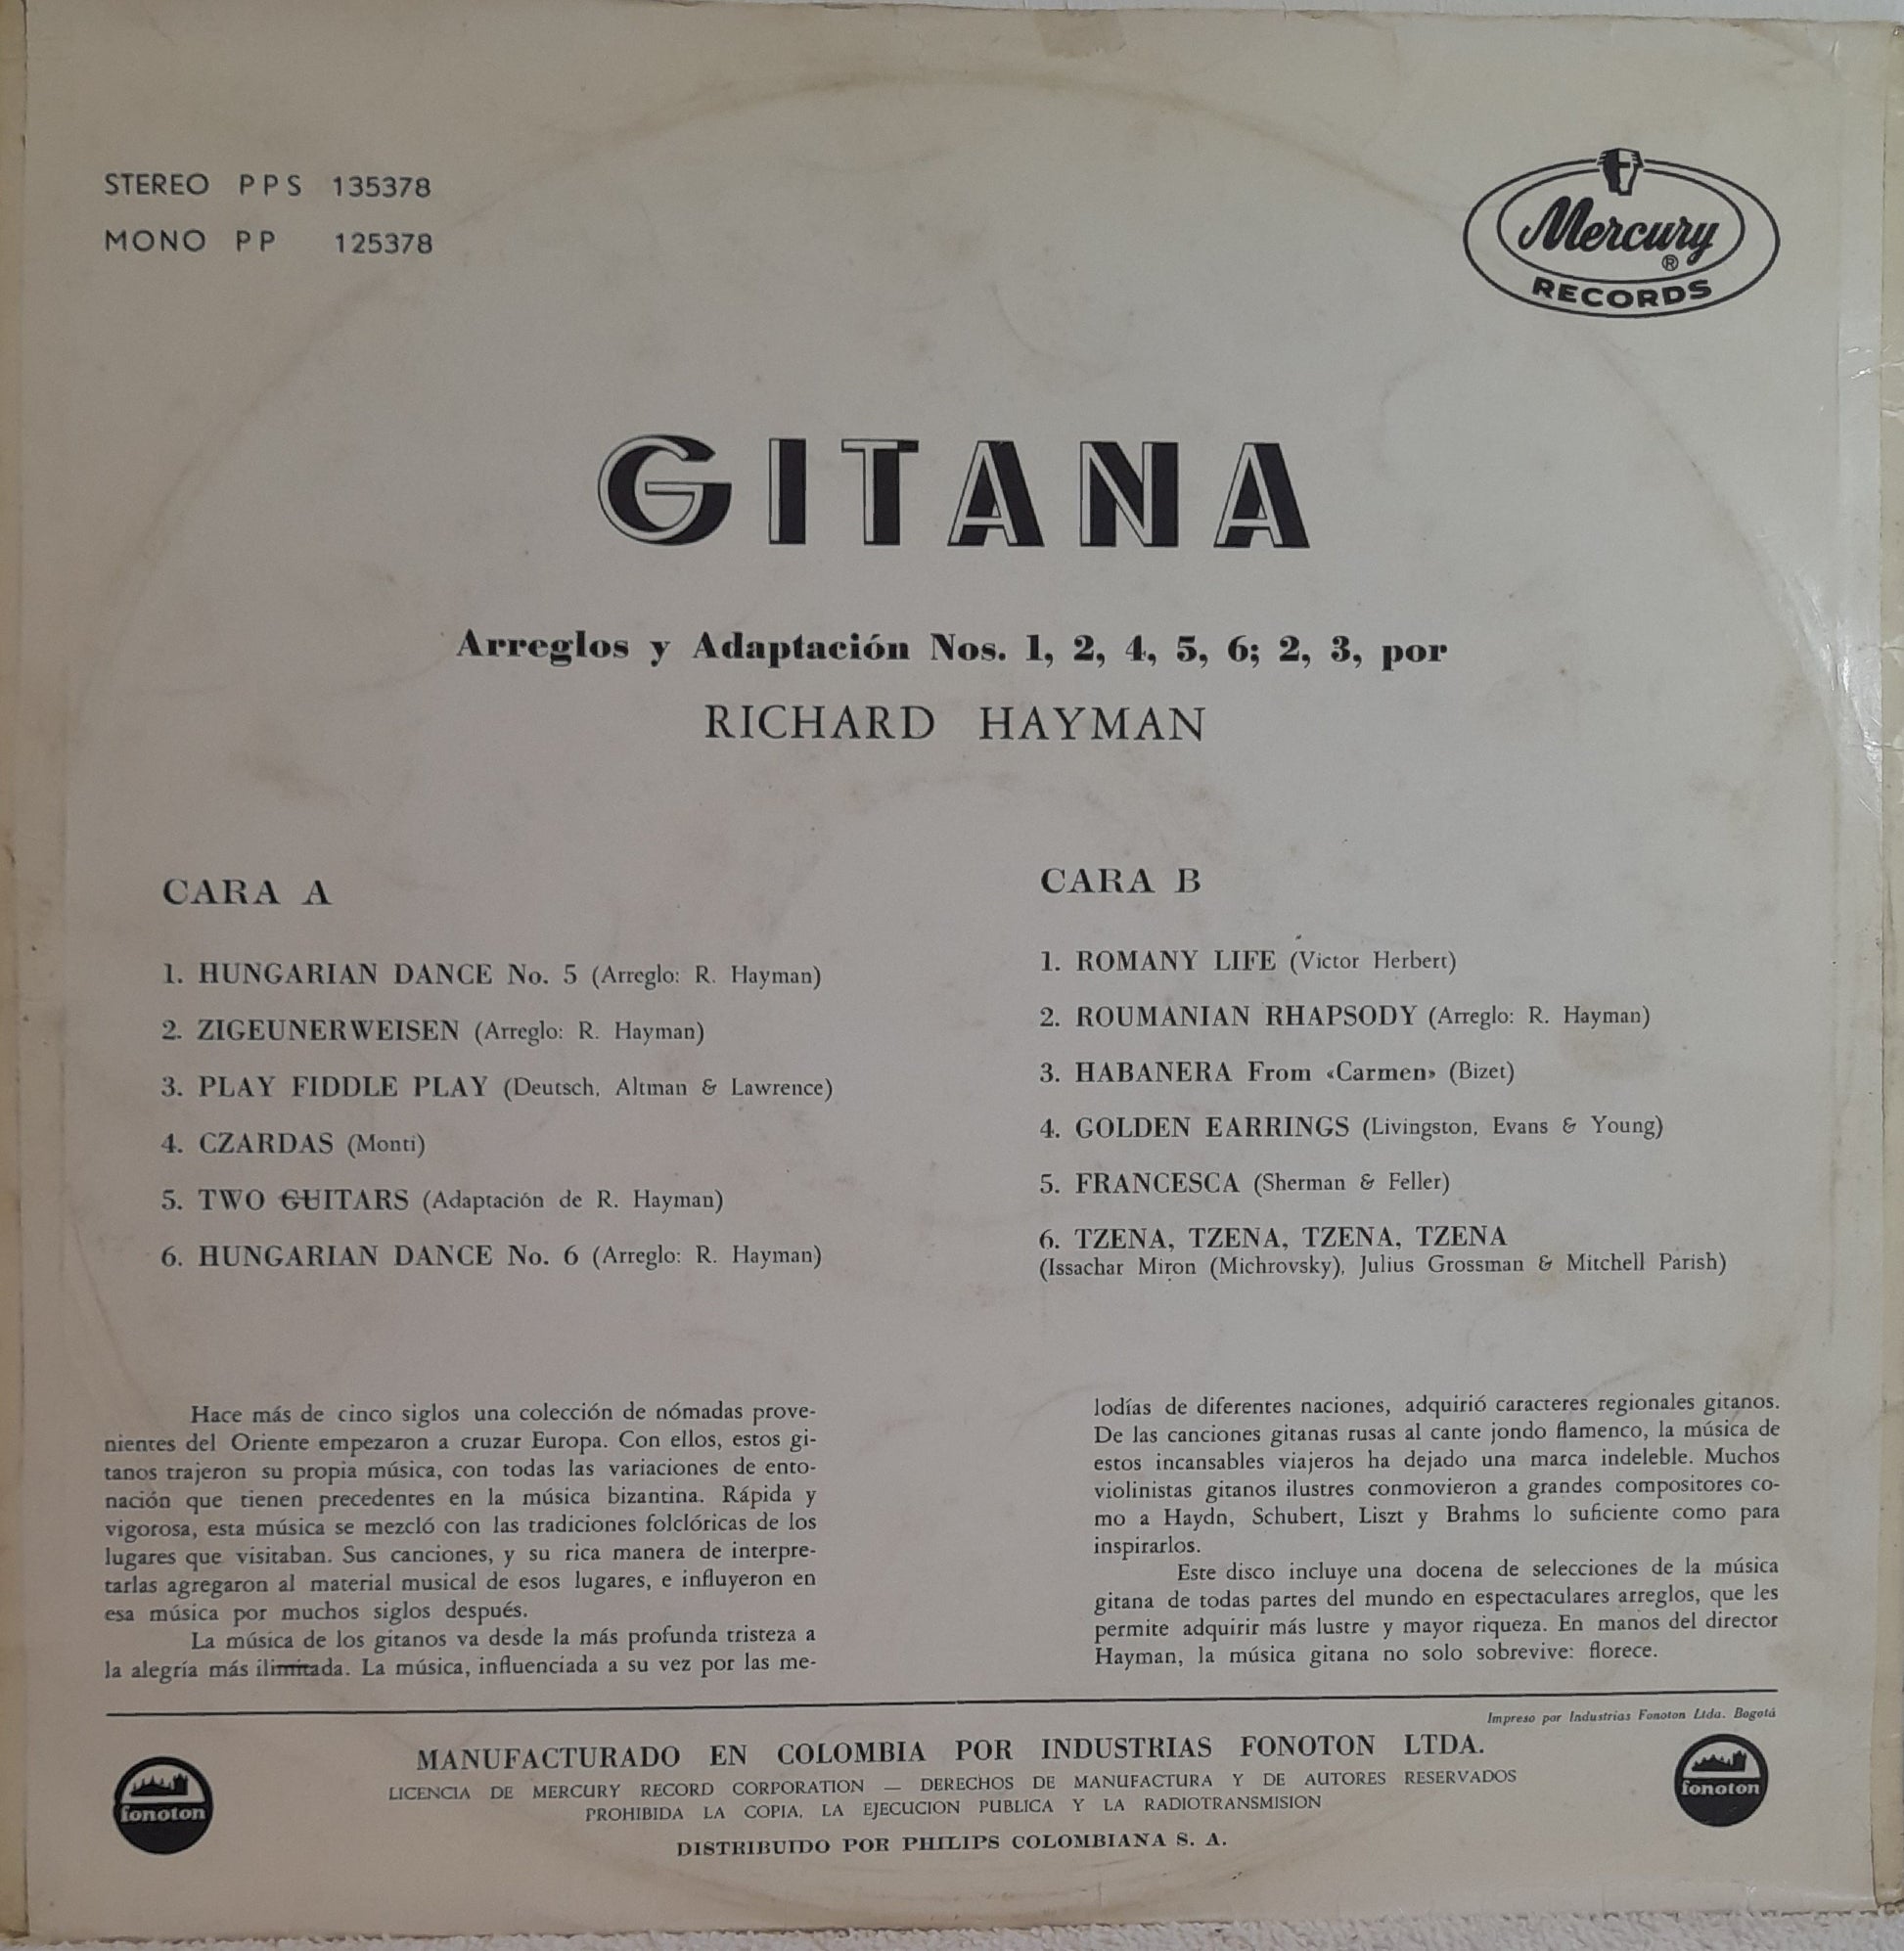 STEREO PPS 135378
MONO PP 125378
Mercury
®
RECORDS
GITANA
Arreglos y Adaptación Nos. 1, 2, 4, 5, 6; 2, 3, por
RICHARD HAYMAN
CARA A
1. HUNGARIAN DANCE No. 5 (Arreglo: R. Hayman)
2. ZIGEUNERWEISEN (Arreglo: R. Hayman)
3. PLAY FIDDLE PLAY (Deutsch, Altman & Lawrence)
4. CZARDAS (Monti)
5. TWO GUITARS (Adaptación de R. Hayman)
6. HUNGARIAN DANCE No. 6 (Arreglo: R. Hayman)
CARA B
1. ROMANY LIFE (Victor Herbert)
2. ROUMANIAN RHAPSODY (Arreglo: R. Hayman)
3. HABANERA From «Carmen» (Bizet)
4. GOLDEN EARRINGS (Livingston, Evans & Young)
5. FRANCESCA (Sherman & Feller)
6. TZENA, TZENA, TZENA, TZENA
(Issachar Miron (Michrovsky), Julius Grossman & Mitchell Parish)
Hace más de cinco siglos una colección de nómadas prove-
nientes del Oriente empezaron a cruzar Europa. Con ellos, estos gi-
tanos trajeron su propia música, con todas las variaciones de ento-
nación que tienen precedentes en la música bizantina. Rápida y
vigorosa, esta música se mezcló con las tradiciones folclóricas de los
lugares que visitaban. Sus canciones, y su rica manera de interpre-
tarlas agregaron al material musical de esos lugares, e influyeron en
esa música por muchos siglos después.
La música de los gitanos va desde la más profunda tristeza a
la alegría más ilimitada. La música, influenciada a su vez por las me-
lodías de diferentes naciones, adquirió caracteres regionales gitanos.
De las canciones gitanas rusas al cante jondo flamenco, la música de
estos incansables viajeros ha dejado una marca indeleble. Muchos
violinistas gitanos ilustres conmovieron a grandes compositores co-
mo a Haydn, Schubert, Liszt y Brahms lo suficiente como para
inspirarlos.
Este disco incluye una docena de selecciones de la música
gitana de todas partes del mundo en espectaculares arreglos, que les
permite adquirir más lustre y mayor riqueza. En manos del director
Hayman, la música gitana no solo sobrevive: florece.
Impreso por Industrias Fonoton Ltda. Bogotá
MANUFACTURADO EN COLOMBIA POR INDUSTRIAS FONOTON LTDA.
LICENCIA DE MERCURY RECORD CORPORATION — DERECHOS DE MANUFACTURA Y DE AUTORES RESERVADOS
PROHIBIDA LA COPIA, LA EJECUCION PUBLICA Y LA RADIOTRANSMISION
DISTRIBUIDO POR PHILIPS COLOMBIANA S. A.
fonoton
fonoton